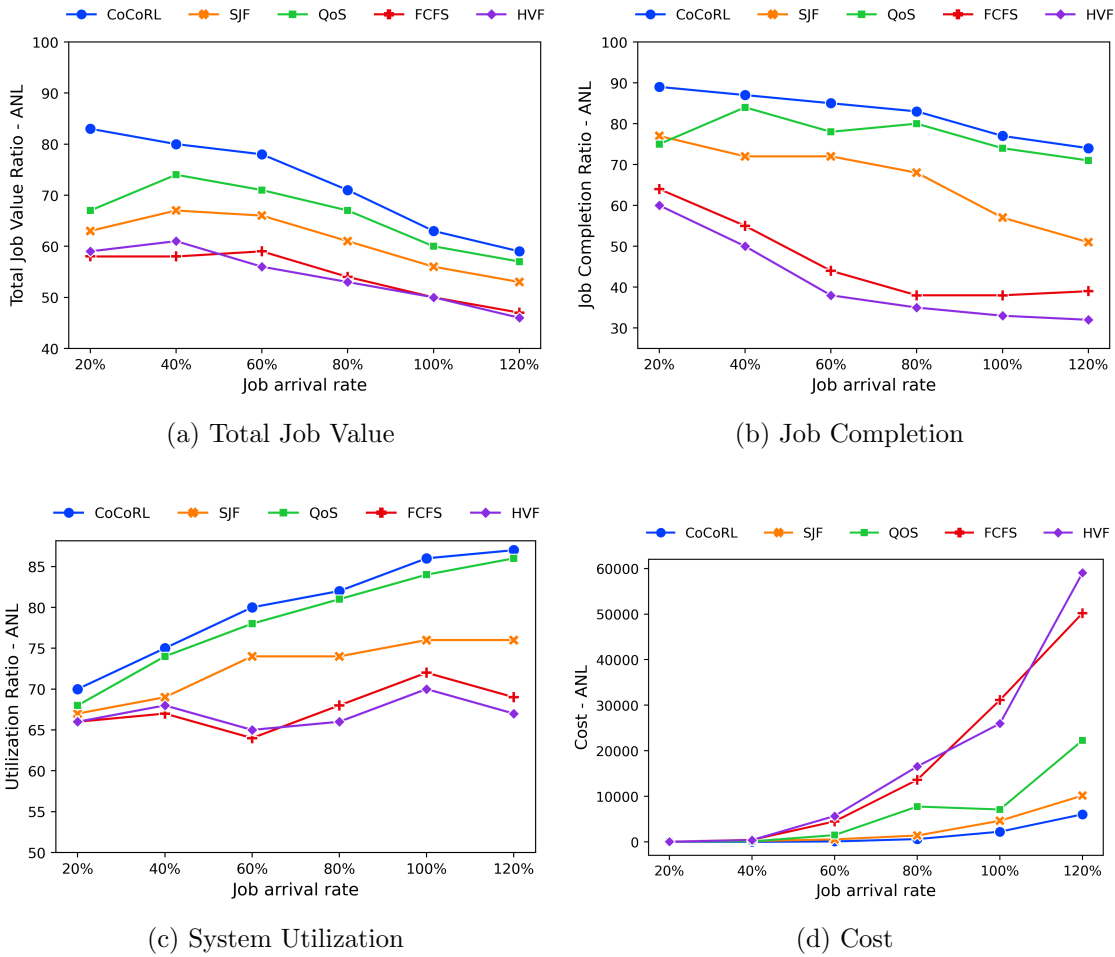 CoCoRL SJF QoS FCFS HVF
100
90
80
70
60
50
40
Total Job Value Ratio - ANL
20% 40% 60% 80% 100% 120%
Job arrival rate
(a) Total Job Value
CoCoRL SJF QoS FCFS HVF
100
90
80
70
60
50
40
30
Job Completion Ratio - ANL
20% 40% 60% 80% 100% 120%
Job arrival rate
(b) Job Completion
CoCoRL SJF QoS FCFS HVF
85
80
75
70
65
60
55
50
Utilization Ratio - ANL
20% 40% 60% 80% 100% 120%
Job arrival rate
(c) System Utilization
CoCoRL SJF QOS FCFS HVF
60000
50000
40000
30000
20000
10000
0
Cost - ANL
20% 40% 60% 80% 100% 120%
Job arrival rate
(d) Cost